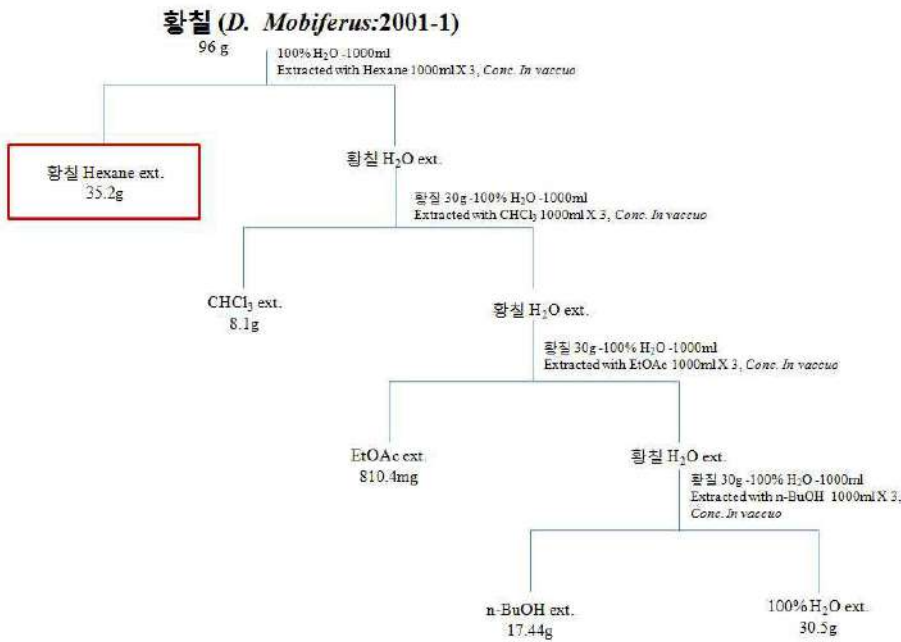 황칠 (D. Mobiferus:2001-1)
96 g
100% H₂O -1000ml
Extracted with Hexane 1000ml X 3, Conc. In vaccuo
황칠 Hexane ext.
35.2g
황칠 H₂O ext.
황칠 30g -100% H₂O -1000ml
Extracted with CHCl₃ 1000ml X 3, Conc. In vaccuo
CHCl₃ ext.
8.1g
황칠 H₂O ext.
황칠 30g -100% H₂O -1000ml
Extracted with EtOAc 1000ml X 3, Conc. In vaccuo
EtOAc ext.
810.4mg
황칠 H₂O ext.
황칠 30g -100% H₂O -1000ml
Extracted with n-BuOH 1000ml X 3,
Conc. In vaccuo
n-BuOH ext.
17.44g
100% H₂O ext.
30.5g